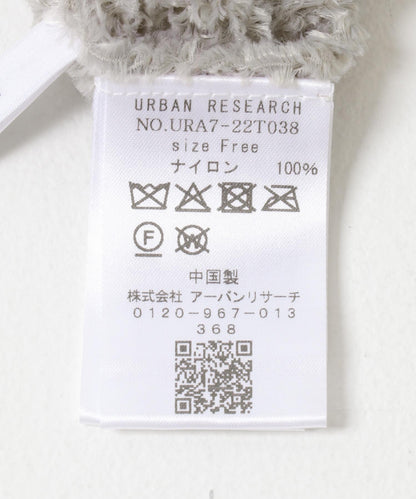 URBAN RESEARCH
NO.URA7-22T038
size Free
ナイロン 100%
F
W
中国製
株式会社 アーバンリサーチ
0120-967-013
368